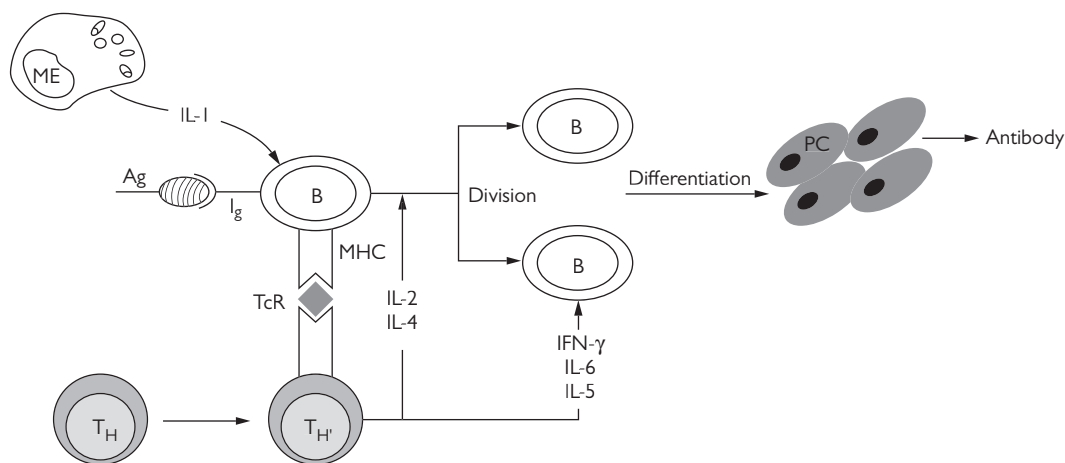 ME
IL-1
Ag
Ig
B
MHC
TcR
IL-2
IL-4
Division
B
B
IFN-γ
IL-6
IL-5
Differentiation
PC
Antibody
TH
TH'